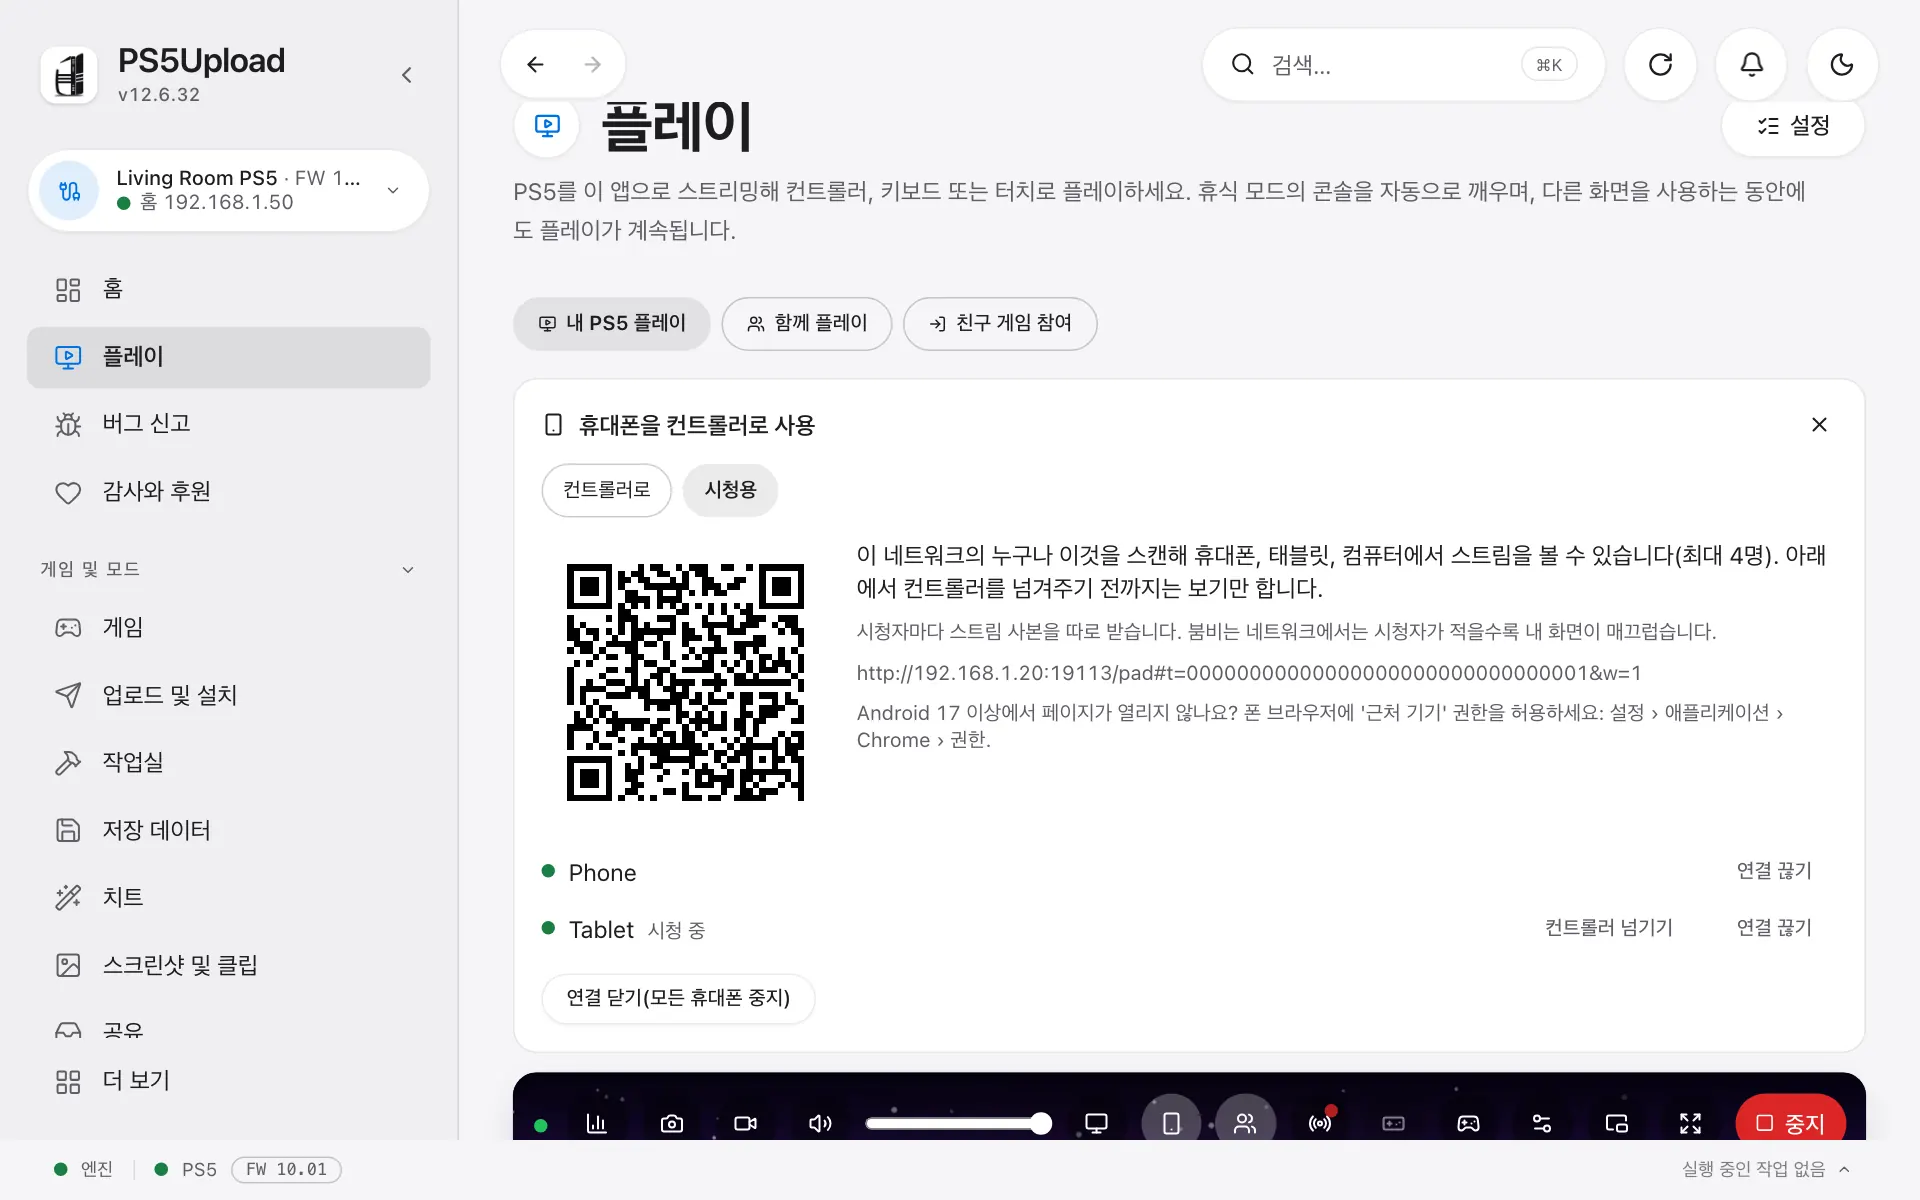 PS5Upload
v12.6.32
Living Room PS5 · FW 1...
홈 192.168.1.50
홈
플레이
버그 신고
감사와 후원
게임 및 모드
게임
업로드 및 설치
작업실
저장 데이터
치트
스크린샷 및 클립
공유
더 보기
검색...
⌘K
플레이
설정
PS5를 이 앱으로 스트리밍해 컨트롤러, 키보드 또는 터치로 플레이하세요. 휴식 모드의 콘솔을 자동으로 깨우며, 다른 화면을 사용하는 동안에
도 플레이가 계속됩니다.
내 PS5 플레이
함께 플레이
친구 게임 참여
휴대폰을 컨트롤러로 사용
컨트롤러로
시청용
이 네트워크의 누구나 이것을 스캔해 휴대폰, 태블릿, 컴퓨터에서 스트림을 볼 수 있습니다(최대 4명). 아래
에서 컨트롤러를 넘겨주기 전까지는 보기만 합니다.
시청자마다 스트림 사본을 따로 받습니다. 붐비는 네트워크에서는 시청자가 적을수록 내 화면이 매끄럽습니다.
http://192.168.1.20:19113/pad#t=00000000000000000000000000000001&w=1
Android 17 이상에서 페이지가 열리지 않나요? 폰 브라우저에 '근처 기기' 권한을 허용하세요: 설정 › 애플리케이션 ›
Chrome › 권한.
Phone
연결 끊기
Tablet 시청 중
컨트롤러 넘기기
연결 끊기
연결 닫기(모든 휴대폰 중지)
중지
엔진
PS5
FW 10.01
실행 중인 작업 없음